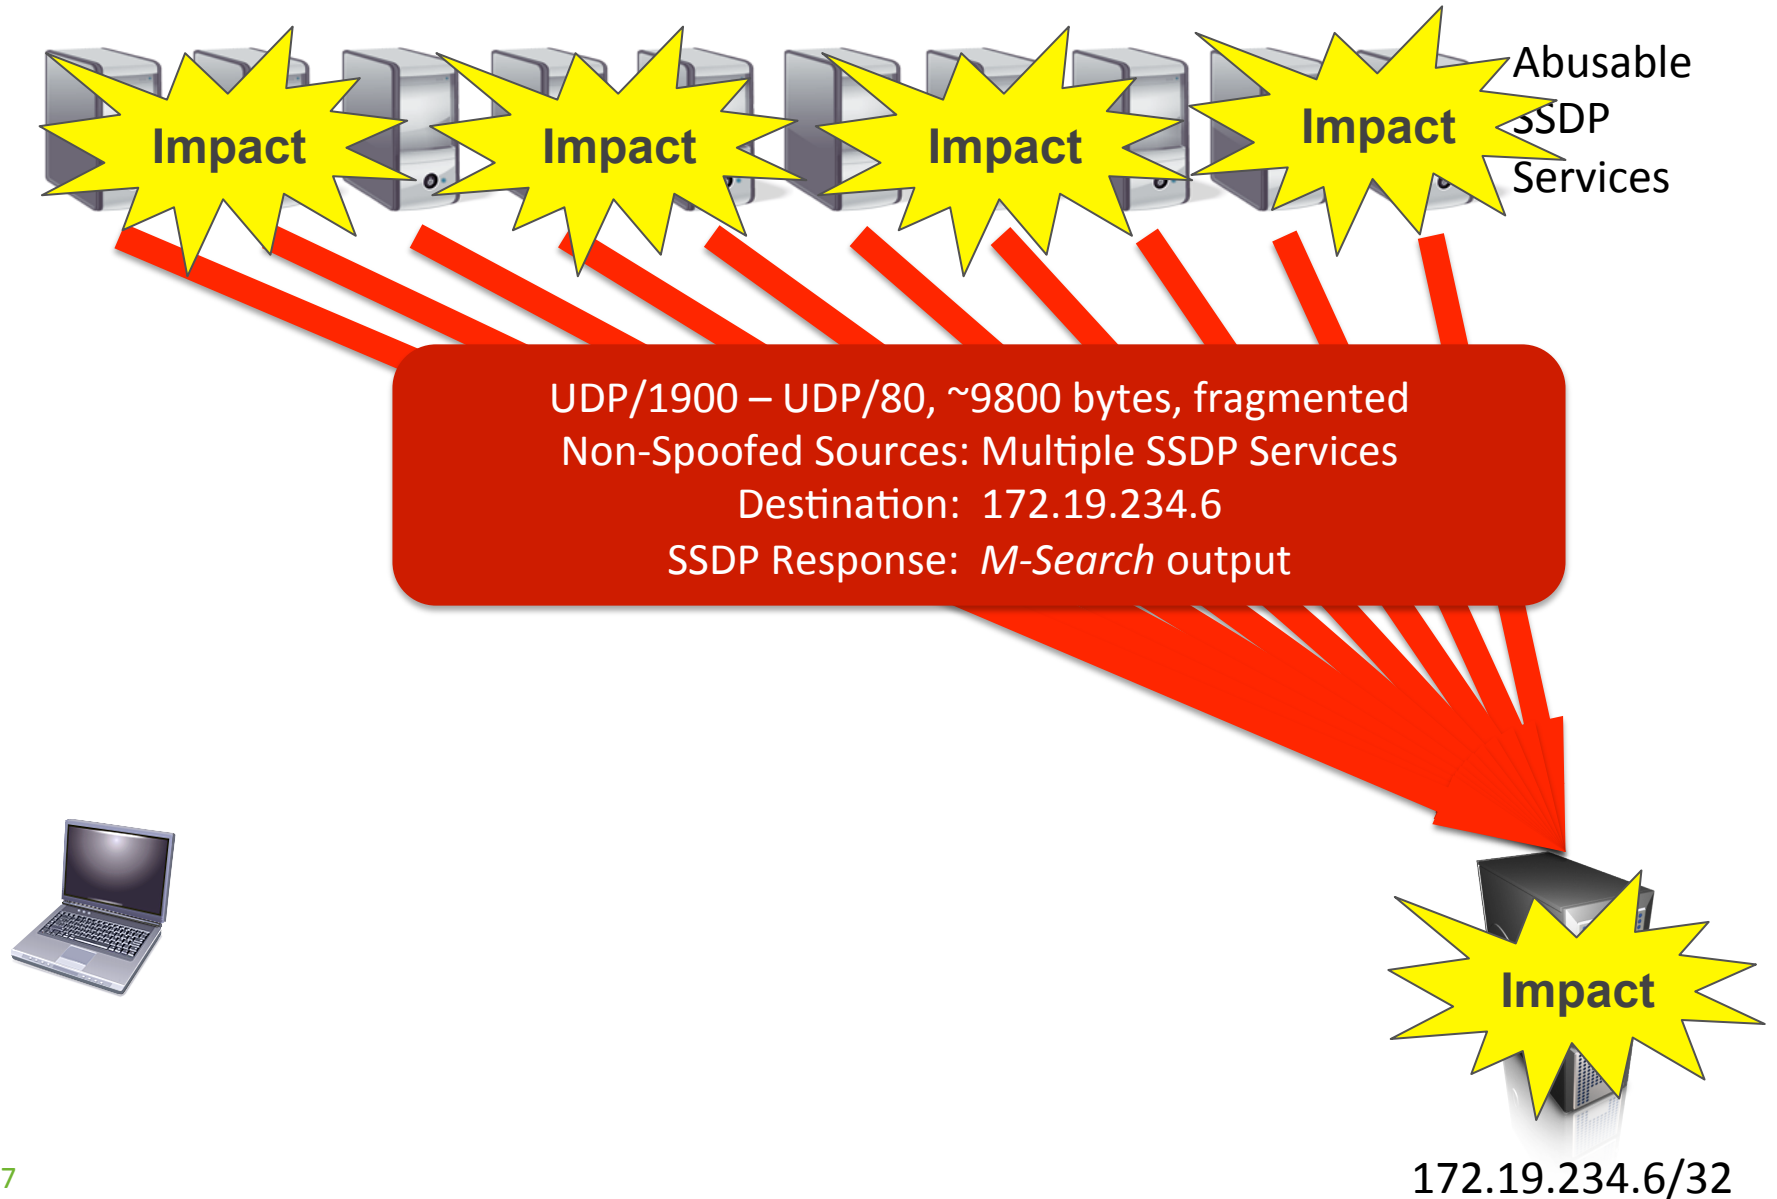 Abusable
SSDP
Services
Impact
Impact
Impact
Impact
UDP/1900 – UDP/80, ~9800 bytes, fragmented
Non-Spoofed Sources: Multiple SSDP Services
Destination: 172.19.234.6
SSDP Response: M-Search output
Impact
172.19.234.6/32
7